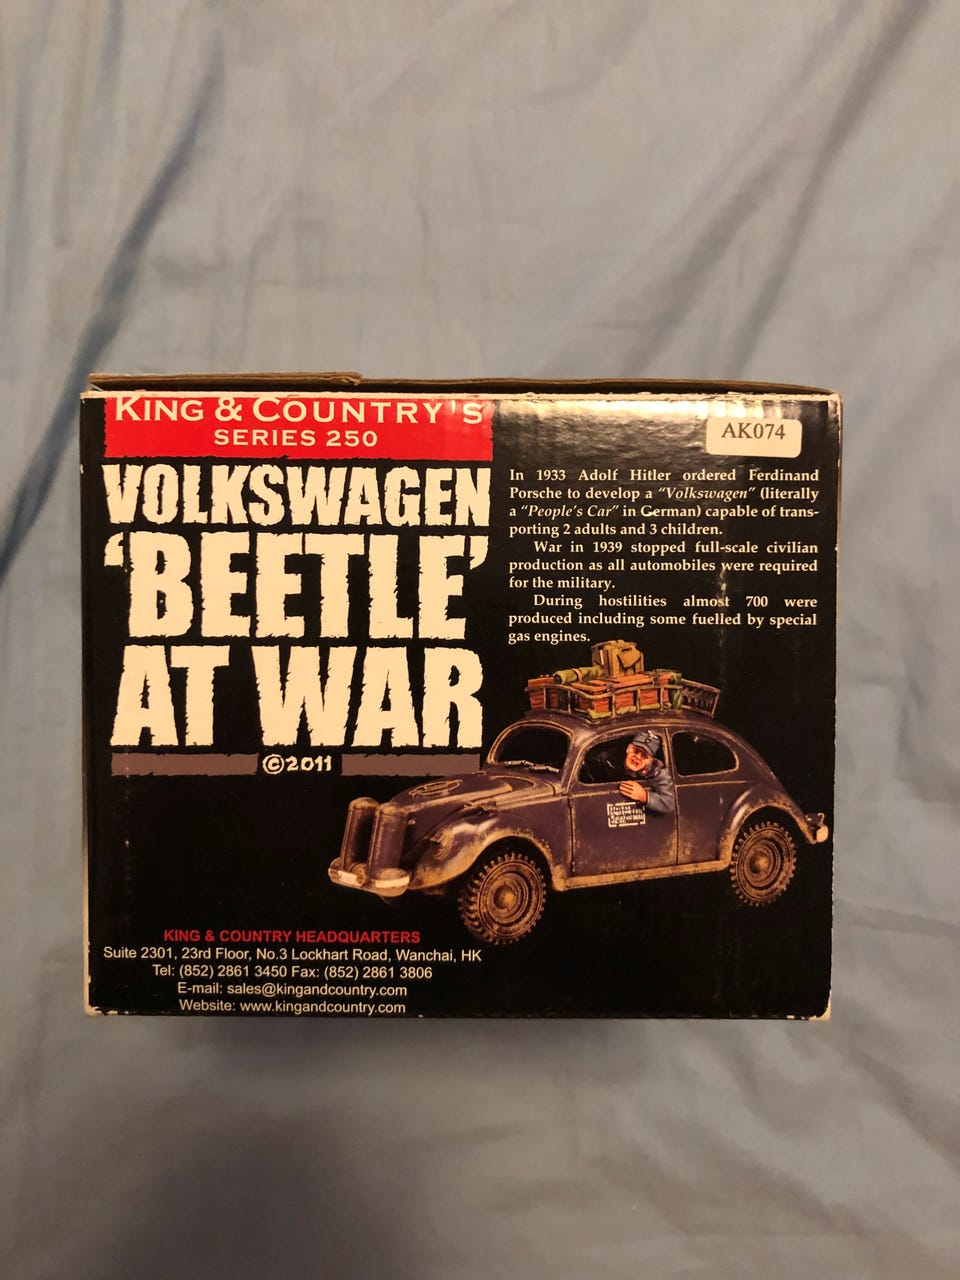 KING & COUNTRY'S
SERIES 250
VOLKSWAGEN
'BEETLE'
AT WAR
©2011
AK074
In 1933 Adolf Hitler ordered Ferdinand
Porsche to develop a "Volkswagen" (literally
a "People's Car" in German) capable of trans-
porting 2 adults and 3 children.
War in 1939 stopped full-scale civilian
production as all automobiles were required
for the military.
During hostilities almost 700 were
produced including some fuelled by special
gas engines.
KING & COUNTRY HEADQUARTERS
Suite 2301, 23rd Floor, No.3 Lockhart Road, Wanchai, HK
Tel: (852) 2861 3450 Fax: (852) 2861 3806
E-mail: sales@kingandcountry.com
Website: www.kingandcountry.com